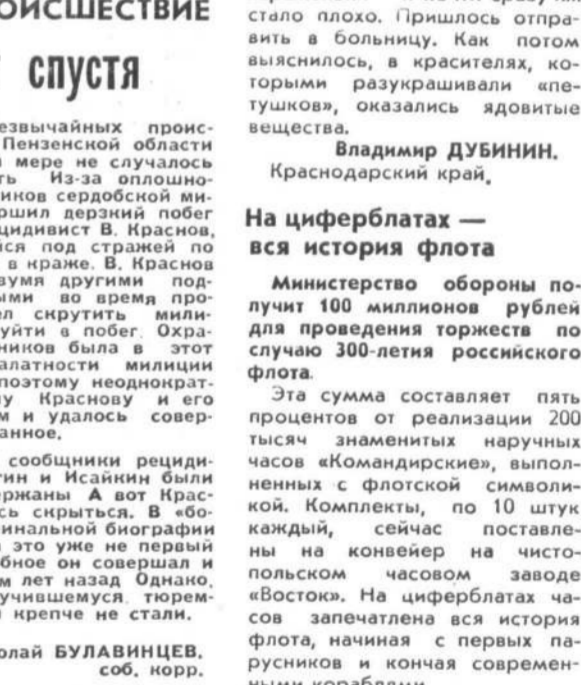 ОИСШЕСТВИЕ
спустя
езвычайных проис-
Пензенской области
мере не случалось
ть Из-за оплошно-
иков сердобской ми-
ршил дерзкий побег
цидивист В. Краснов,
йся под стражей по
в краже. В. Краснов
вумя другими под-
ыми во время про-
ел скрутить мили-
уйти в побег. Охра-
ников была в этот
алатности милиции
поэтому неоднократ-
у Краснову и его
м и удалось совер-
анное.
сообщники рециди-
гин и Исайкин были
ржаны А вот Крас-
сь скрыться. В «бо-
инальной биографии
это уже не первый
бное он совершал и
м лет назад Однако,
учившемуся тюрем-
крепче не стали.
олай БУЛАВИНЦЕВ,
соб. корр.
стало плохо. Пришлось отпра-
вить в больницу. Как потом
выяснилось, в красителях, ко-
торыми разукрашивали «пе-
тушков», оказались ядовитые
вещества.
Владимир ДУБИНИН.
Краснодарский край.
На циферблатах —
вся история флота
Министерство обороны по-
лучит 100 миллионов рублей
для проведения торжеств по
случаю 300-летия российского
флота.
Эта сумма составляет пять
процентов от реализации 200
тысяч знаменитых наручных
часов «Командирские», выпол-
ненных с флотской символи-
кой. Комплекты, по 10 штук
каждый, сейчас поставле-
ны на конвейер на чисто-
польском часовом заводе
«Восток». На циферблатах ча-
сов запечатлена вся история
флота, начиная с первых па-
русников и кончая современ-
ными кораблями